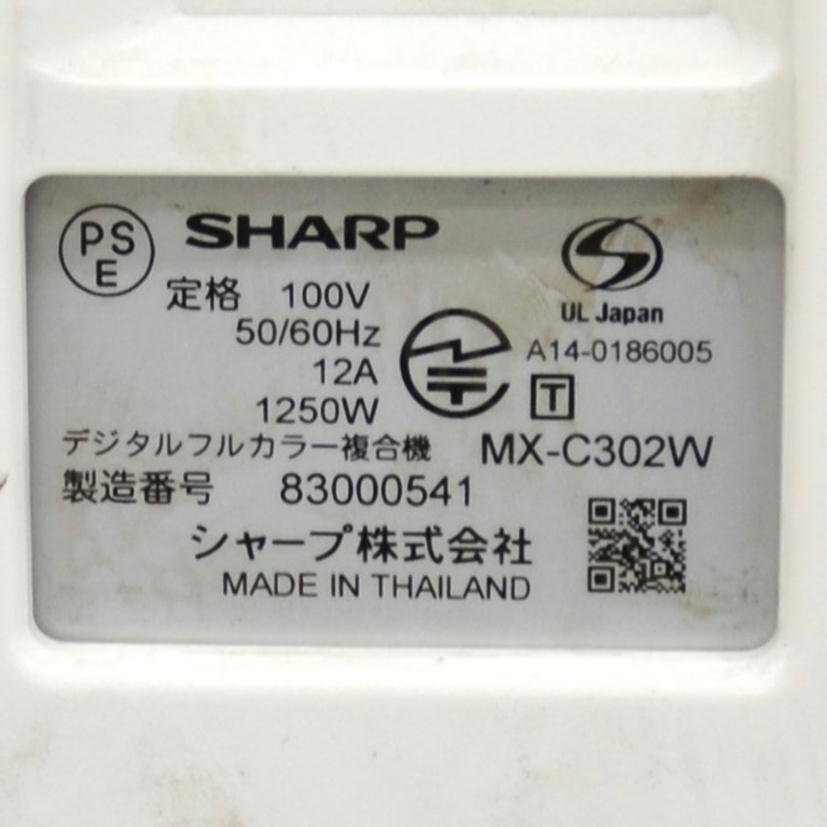 PS
E
SHARP
定格 100V
50/60Hz
12A
1250W
UL Japan
A14-0186005
T
デジタルフルカラー複合機 MX-C302W
製造番号 83000541
シャープ株式会社
MADE IN THAILAND